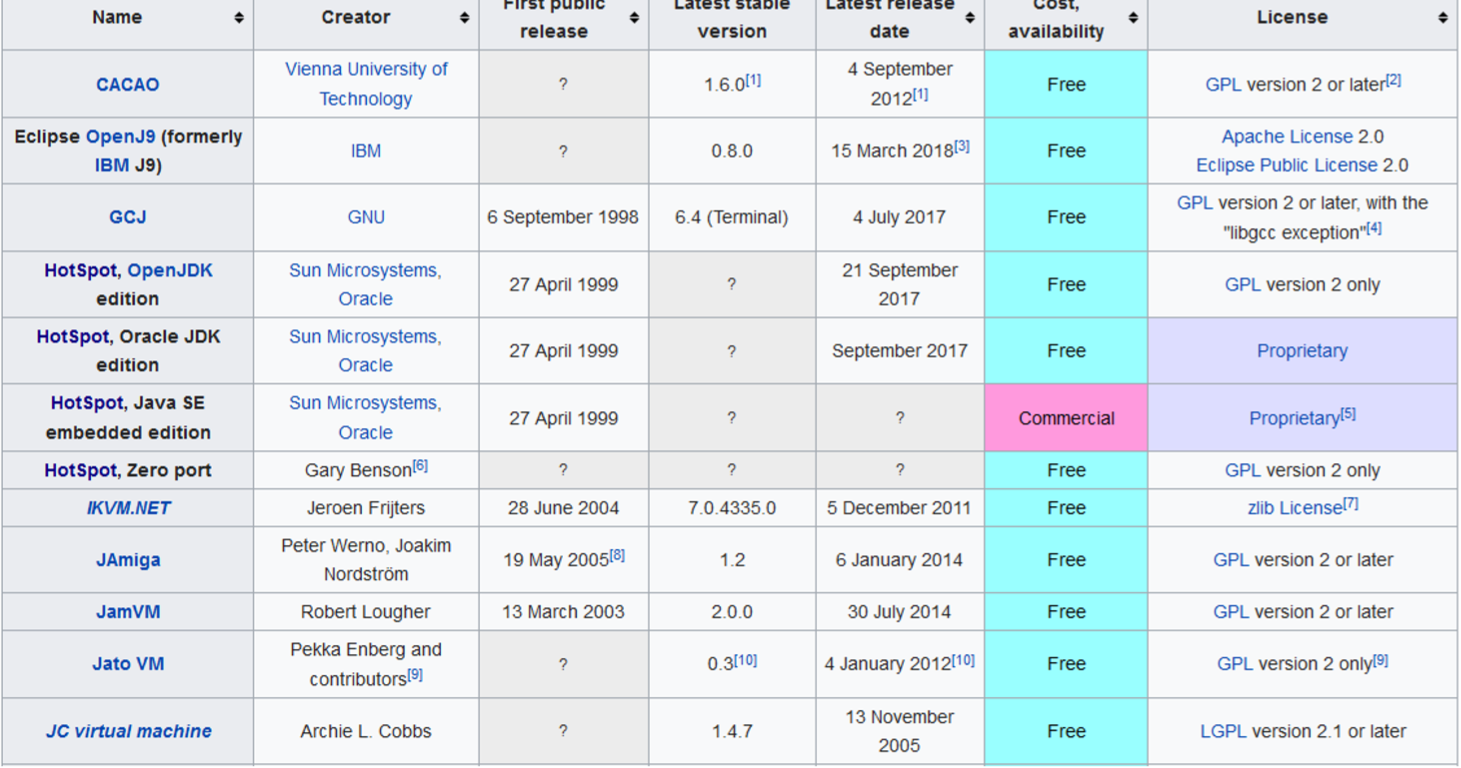 Name Creator First public release Latest stable version Latest release date Cost, availability License
CACAO Vienna University of Technology ? 1.6.0[1] 4 September 2012[1] Free GPL version 2 or later[2]
Eclipse OpenJ9 (formerly IBM J9) IBM ? 0.8.0 15 March 2018[3] Free Apache License 2.0 Eclipse Public License 2.0
GCJ GNU 6 September 1998 6.4 (Terminal) 4 July 2017 Free GPL version 2 or later, with the "libgcc exception"[4]
HotSpot, OpenJDK edition Sun Microsystems, Oracle 27 April 1999 ? 21 September 2017 Free GPL version 2 only
HotSpot, Oracle JDK edition Sun Microsystems, Oracle 27 April 1999 ? September 2017 Free Proprietary
HotSpot, Java SE embedded edition Sun Microsystems, Oracle 27 April 1999 ? ? Commercial Proprietary[5]
HotSpot, Zero port Gary Benson[6] ? ? ? Free GPL version 2 only
IKVM.NET Jeroen Frijters 28 June 2004 7.0.4335.0 5 December 2011 Free zlib License[7]
JAmiga Peter Werno, Joakim Nordström 19 May 2005[8] 1.2 6 January 2014 Free GPL version 2 or later
JamVM Robert Lougher 13 March 2003 2.0.0 30 July 2014 Free GPL version 2 or later
Jato VM Pekka Enberg and contributors[9] ? 0.3[10] 4 January 2012[10] Free GPL version 2 only[9]
JC virtual machine Archie L. Cobbs ? 1.4.7 13 November 2005 Free LGPL version 2.1 or later